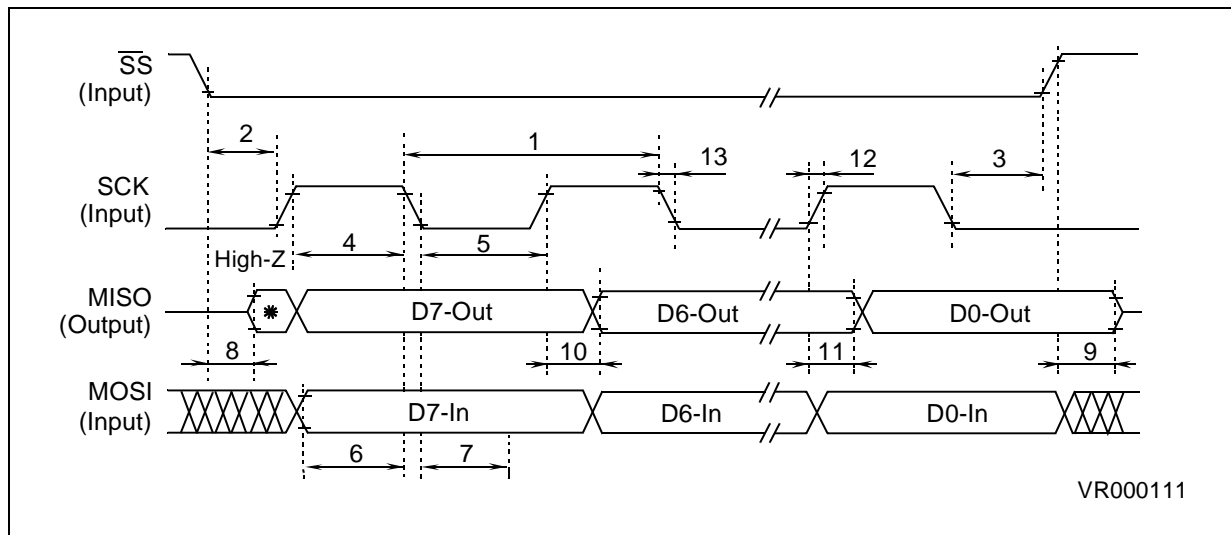 SS
(Input)
2
1
13
12
3
SCK
(Input)
High-Z
4
5
MISO
(Output)
*
D7-Out
D6-Out
D0-Out
8
10
11
9
MOSI
(Input)
D7-In
D6-In
D0-In
6
7
VR000111